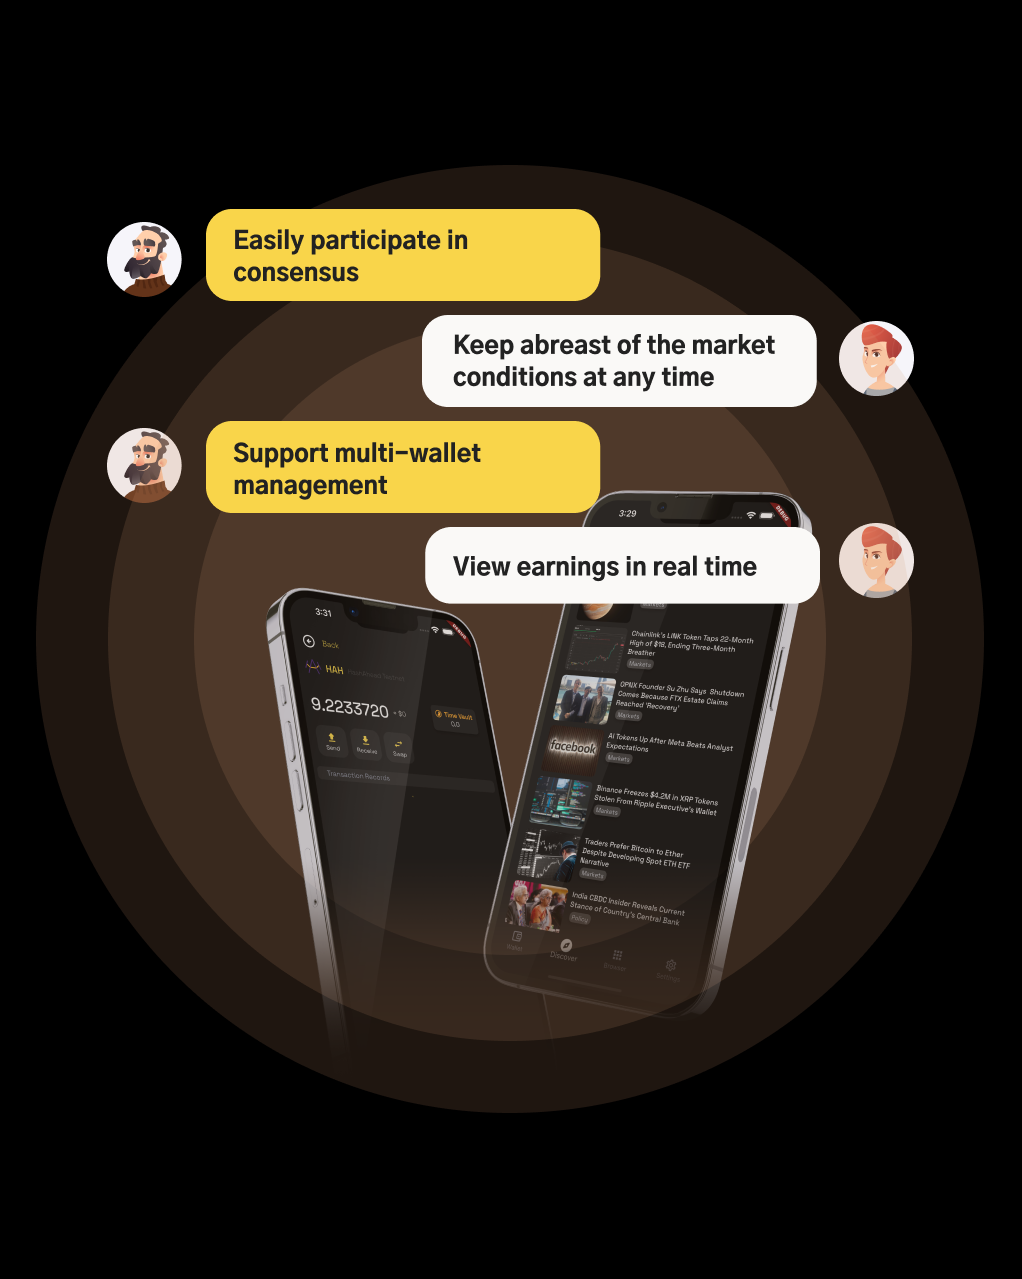 Easily participate in
consensus
Keep abreast of the market
conditions at any time
Support multi-wallet
management
View earnings in real time
3:31
DEBUG
Back
HAH
9.2233720
≈ $0
Time Vault
0.0
Send
Receive
Swap
Transaction Records
3:29
DEBUG
Markets
Chainlink's LINK Token Taps 22-Month
High of $18, Ending Three-Month
Breather
Markets
OPNX Founder Su Zhu Says Shutdown
Comes Because FTX Estate Claims
Reached 'Recovery'
Markets
facebook
AI Tokens Up After Meta Beats Analyst
Expectations
Markets
Binance Freezes $4.2M in XRP Tokens
Stolen From Ripple Executive's Wallet
Markets
Traders Prefer Bitcoin to Ether
Despite Developing Spot ETH ETF
Narrative
Markets
India CBDC Insider Reveals Current
Stance of Country's Central Bank
Policy
Wallet
Discover
Browse
Settings